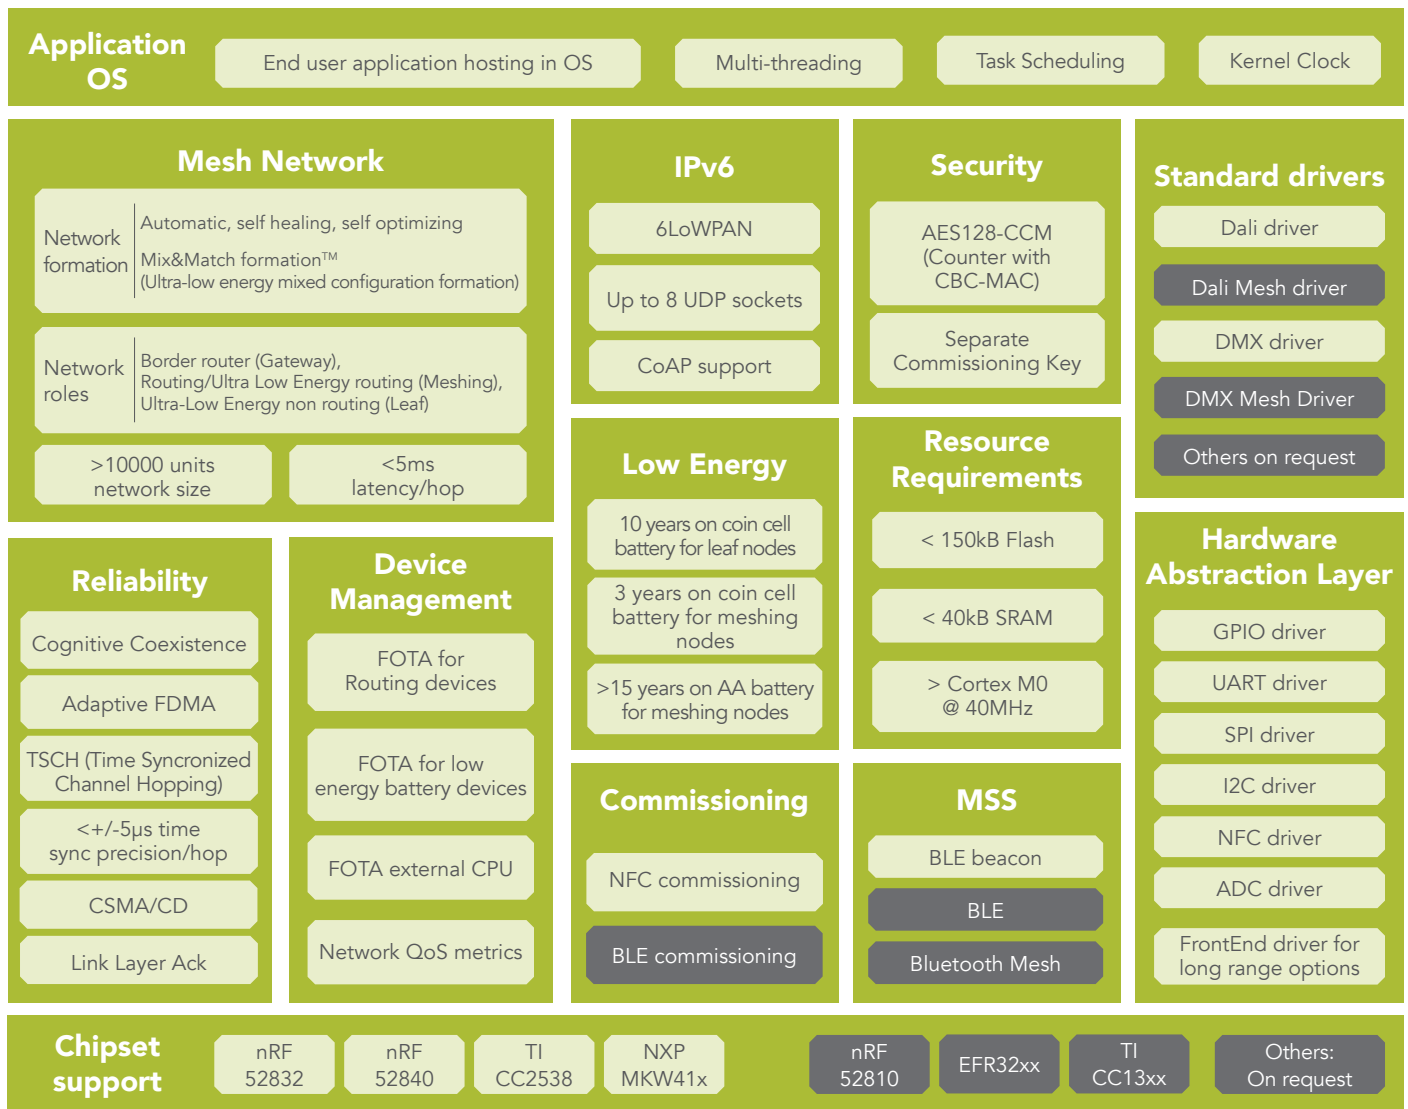 Application
OS
End user application hosting in OS
Multi-threading
Task Scheduling
Kernel Clock
Mesh Network
Network
formation
Automatic, self healing, self optimizing
Mix&Match formation™
(Ultra-low energy mixed configuration formation)
Network
roles
Border router (Gateway),
Routing/Ultra Low Energy routing (Meshing),
Ultra-Low Energy non routing (Leaf)
>10000 units
network size
<5ms
latency/hop
IPv6
6LoWPAN
Up to 8 UDP sockets
CoAP support
Security
AES128-CCM
(Counter with
CBC-MAC)
Separate
Commissioning Key
Standard drivers
Dali driver
Dali Mesh driver
DMX driver
DMX Mesh Driver
Others on request
Low Energy
10 years on coin cell
battery for leaf nodes
3 years on coin cell
battery for meshing
nodes
>15 years on AA battery
for meshing nodes
Resource
Requirements
< 150kB Flash
< 40kB SRAM
> Cortex M0
@ 40MHz
Reliability
Cognitive Coexistence
Adaptive FDMA
TSCH (Time Syncronized
Channel Hopping)
<+/-5µs time
sync precision/hop
CSMA/CD
Link Layer Ack
Device
Management
FOTA for
Routing devices
FOTA for low
energy battery devices
FOTA external CPU
Network QoS metrics
Commissioning
NFC commissioning
BLE commissioning
MSS
BLE beacon
BLE
Bluetooth Mesh
Hardware
Abstraction Layer
GPIO driver
UART driver
SPI driver
I2C driver
NFC driver
ADC driver
FrontEnd driver for
long range options
Chipset
support
nRF
52832
nRF
52840
TI
CC2538
NXP
MKW41x
nRF
52810
EFR32xx
TI
CC13xx
Others:
On request